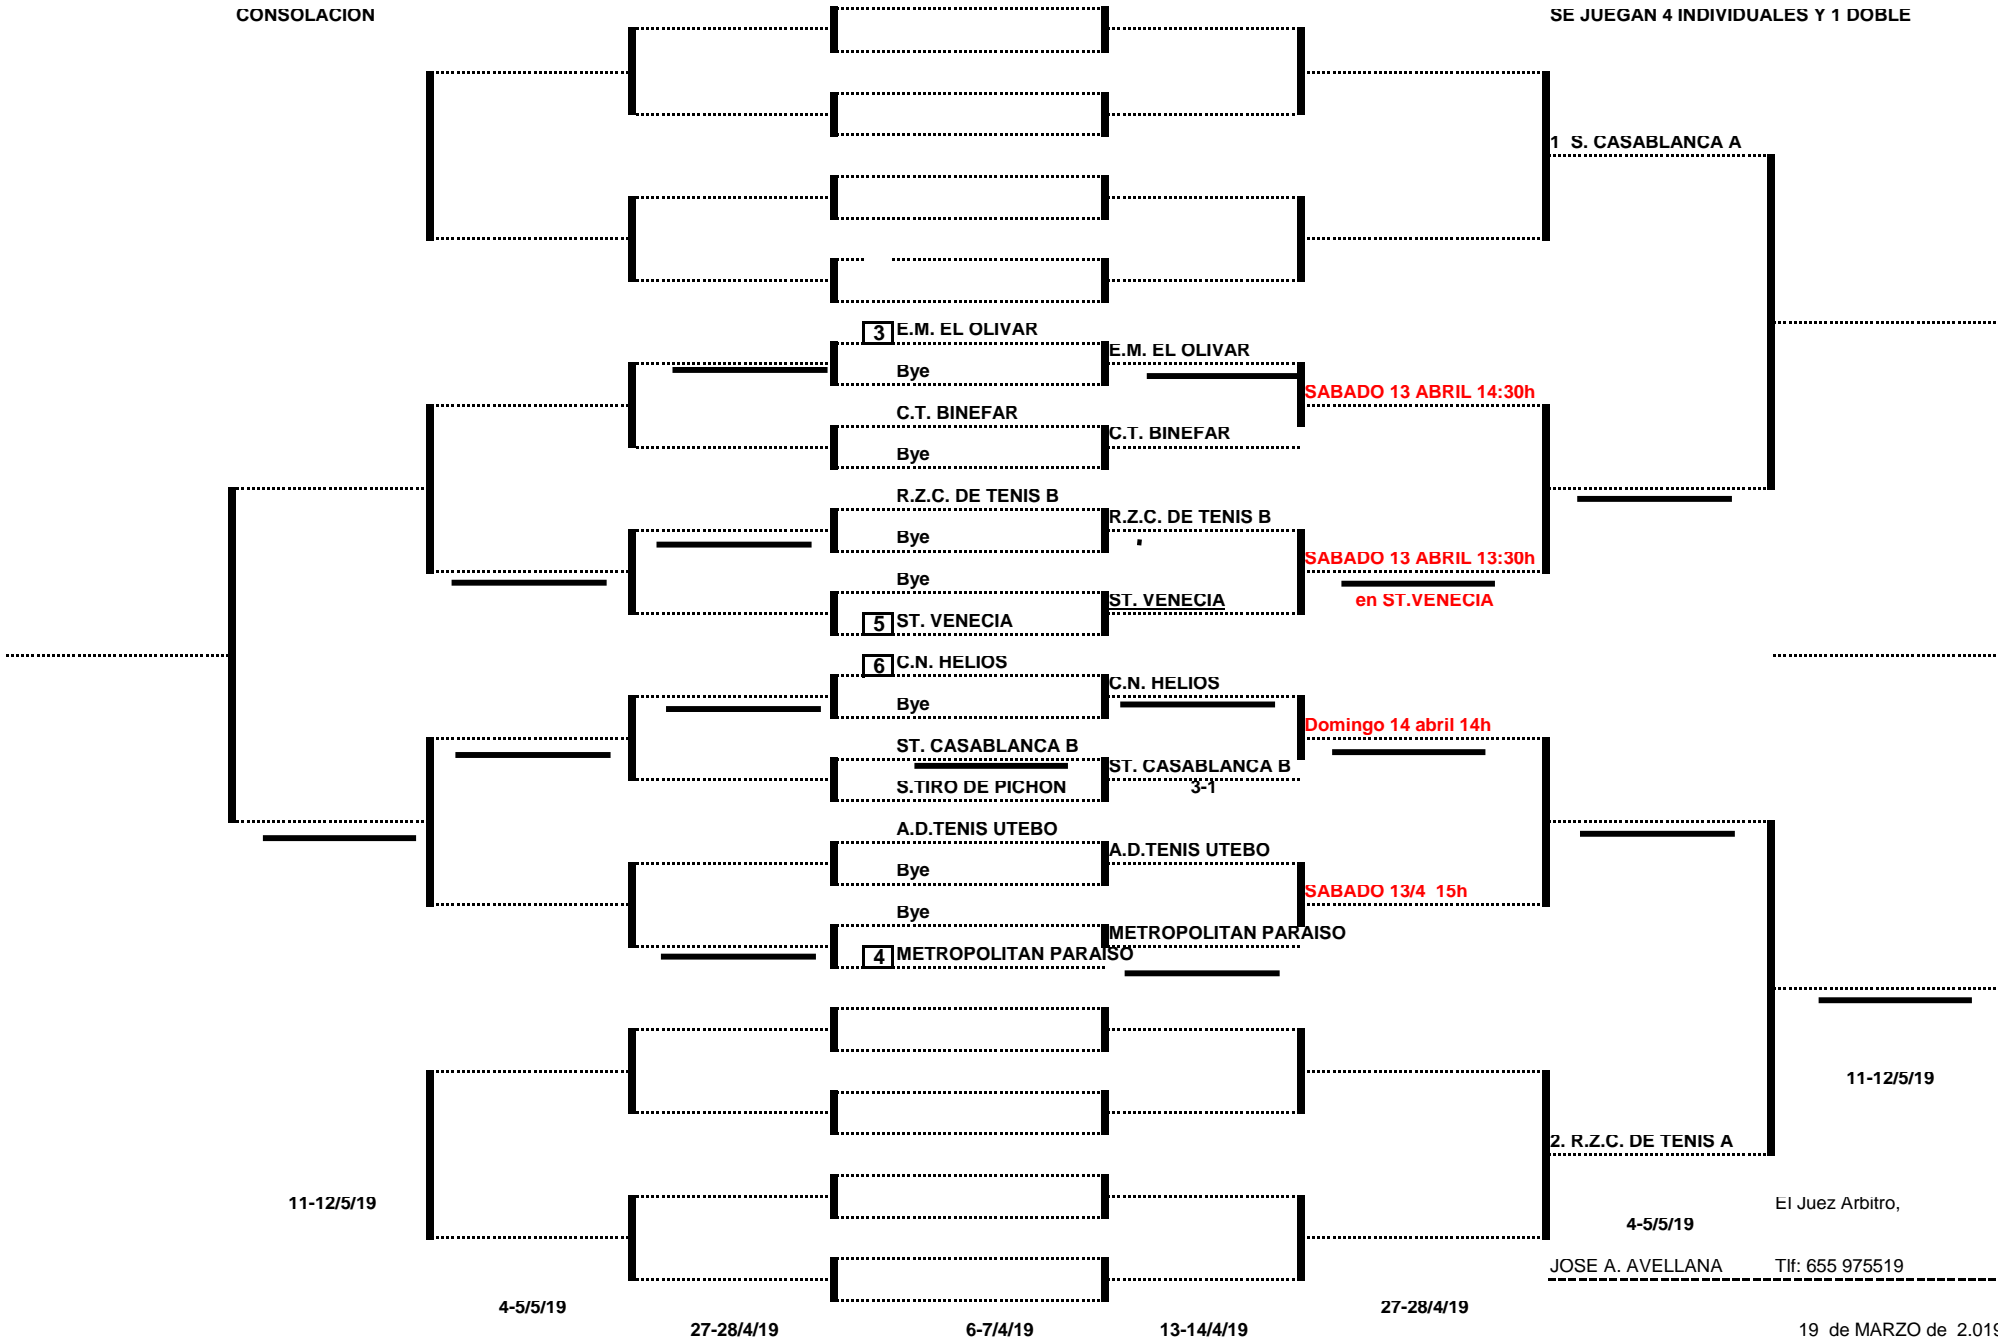 CONSOLACION
SE JUEGAN 4 INDIVIDUALES Y 1 DOBLE
1 S. CASABLANCA A
3 E.M. EL OLIVAR
E.M. EL OLIVAR
Bye
SABADO 13 ABRIL 14:30h
C.T. BINEFAR
C.T. BINEFAR
Bye
R.Z.C. DE TENIS B
R.Z.C. DE TENIS B
Bye
SABADO 13 ABRIL 13:30h
Bye
ST. VENECIA
en ST.VENECIA
5 ST. VENECIA
6 C.N. HELIOS
C.N. HELIOS
Bye
Domingo 14 abril 14h
ST. CASABLANCA B
ST. CASABLANCA B
S.TIRO DE PICHON
3-1
A.D.TENIS UTEBO
A.D.TENIS UTEBO
Bye
SABADO 13/4 15h
Bye
METROPOLITAN PARAISO
4 METROPOLITAN PARAISO
11-12/5/19
2. R.Z.C. DE TENIS A
11-12/5/19
El Juez Arbitro,
4-5/5/19
JOSE A. AVELLANA Tlf: 655 975519
4-5/5/19
27-28/4/19
27-28/4/19
6-7/4/19
13-14/4/19
19 de MARZO de 2.019